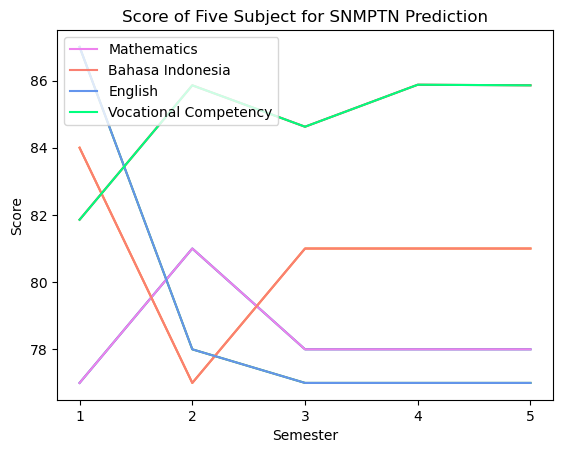 Score of Five Subject for SNMPTN Prediction
Mathematics
Bahasa Indonesia
English
Vocational Competency
86
84
82
80
78
Score
1 2 3 4 5
Semester